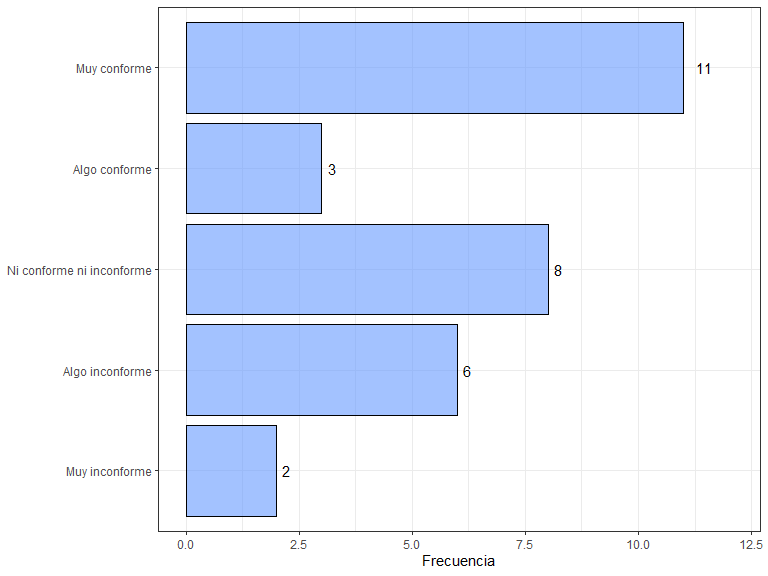 Muy conforme
11
Algo conforme
3
Ni conforme ni inconforme
8
Algo inconforme
6
Muy inconforme
2
0.0 2.5 5.0 7.5 10.0 12.5
Frecuencia